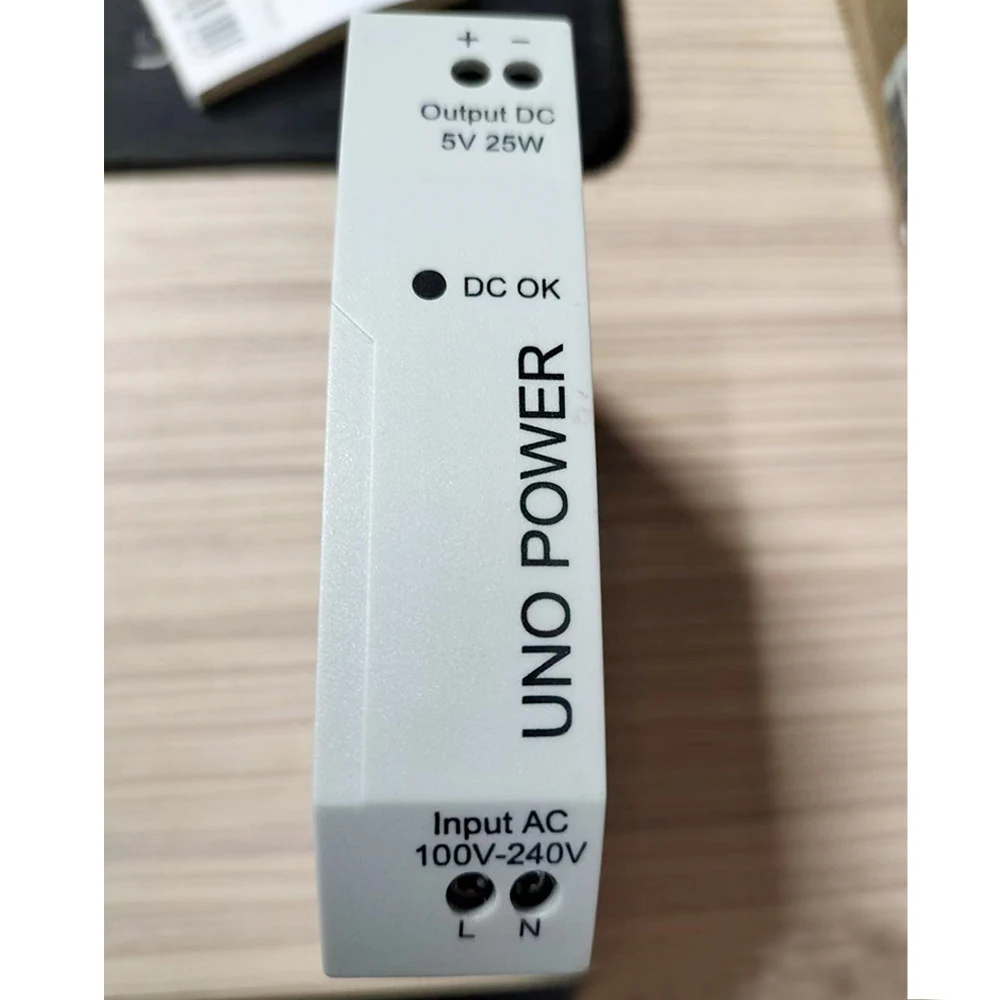 + −
Output DC
5V 25W
DC OK
UNO POWER
Input AC
100V-240V
L N